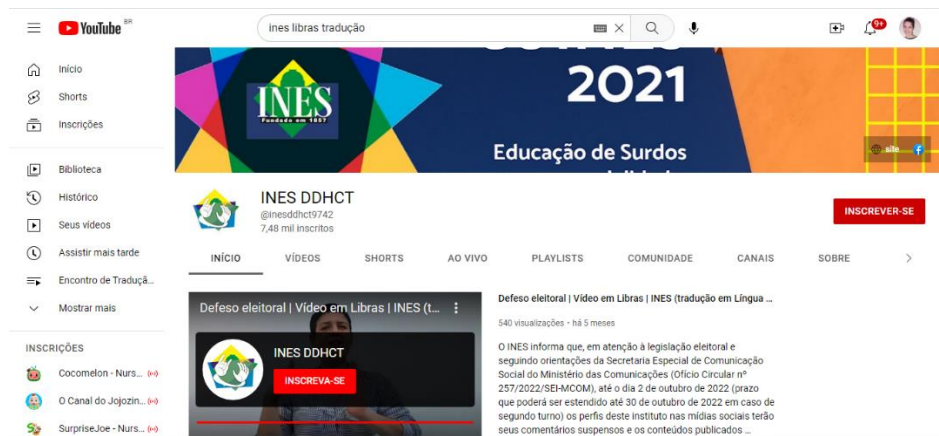 YouTube BR
ines libras tradução
9+
Início
Shorts
Inscrições
Biblioteca
Histórico
Seus vídeos
Assistir mais tarde
Encontro de Traduçã...
Mostrar mais
INSCRIÇÕES
Cocomelon - Nurs...
O Canal do Jojozin...
SurpriseJoe - Nurs...
INES
Fundado em 1857
2021
Educação de Surdos
site
INES DDHCT
@inesddhct9742
7,48 mil inscritos
INSCREVER-SE
INÍCIO VÍDEOS SHORTS AO VIVO PLAYLISTS COMUNIDADE CANAIS SOBRE
Defeso eleitoral | Vídeo em Libras | INES (t...
INES DDHCT
INSCREVA-SE
Defeso eleitoral | Vídeo em Libras | INES (tradução em Língua ...
540 visualizações • há 5 meses
O INES informa que, em atenção à legislação eleitoral e
seguindo orientações da Secretaria Especial de Comunicação
Social do Ministério das Comunicações (Ofício Circular nº
257/2022/SEI-MCOM), até o dia 2 de outubro de 2022 (prazo
que poderá ser estendido até 30 de outubro de 2022 em caso de
segundo turno) os perfis deste instituto nas mídias sociais terão
seus comentários suspensos e os conteúdos publicados ...